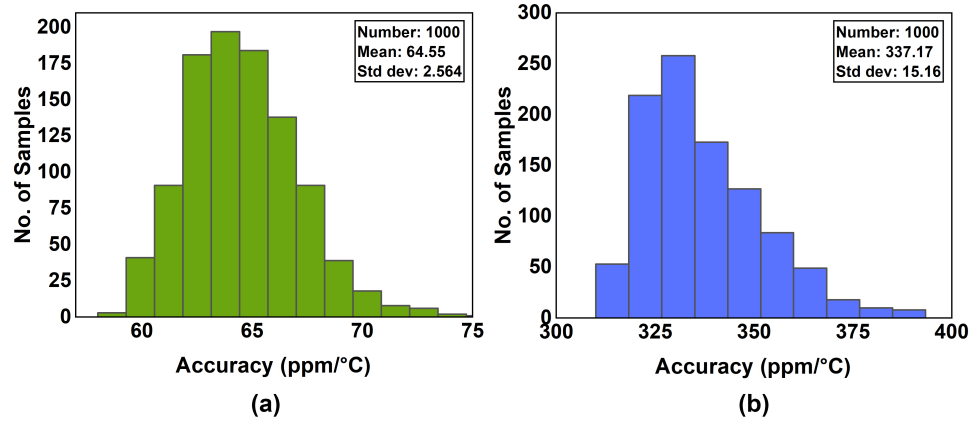 200
175
150
125
100
75
50
25
0
No. of Samples
Number: 1000
Mean: 64.55
Std dev: 2.564
60 65 70 75
Accuracy (ppm/°C)
(a)
300
250
200
150
100
50
0
No. of Samples
Number: 1000
Mean: 337.17
Std dev: 15.16
300 325 350 375 400
Accuracy (ppm/°C)
(b)